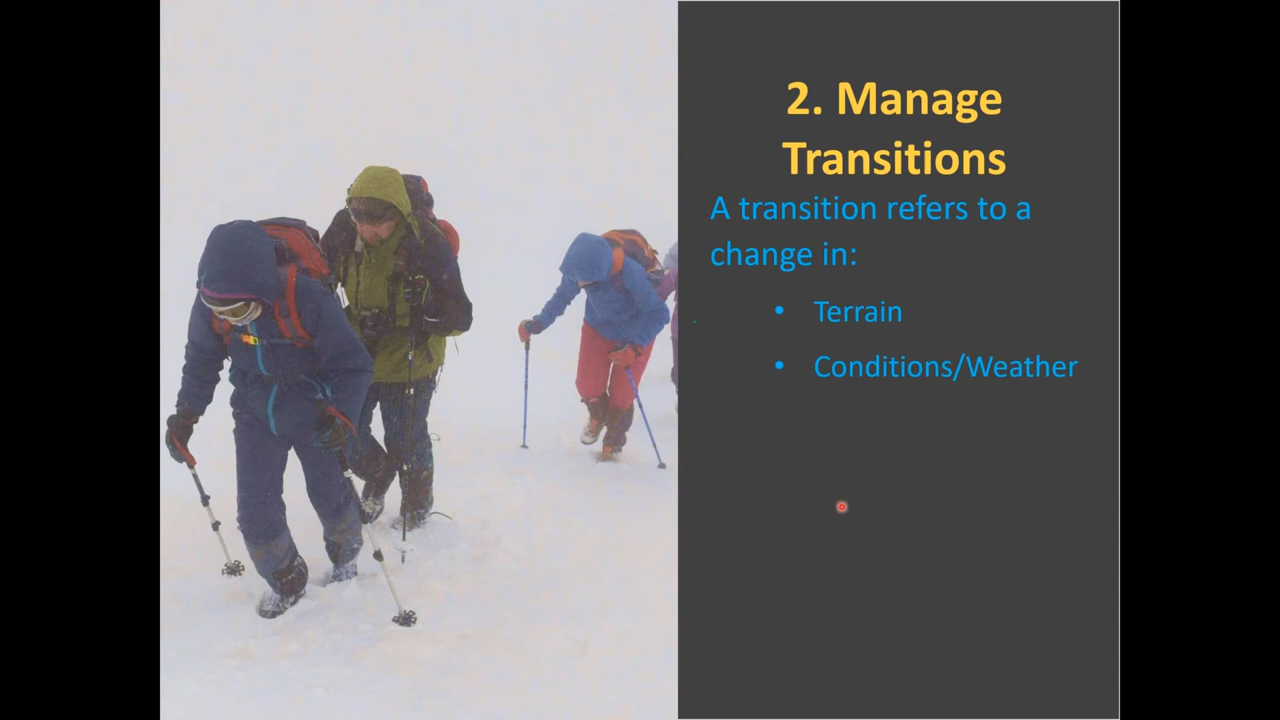 2. Manage
Transitions
A transition refers to a
change in:
• Terrain
• Conditions/Weather